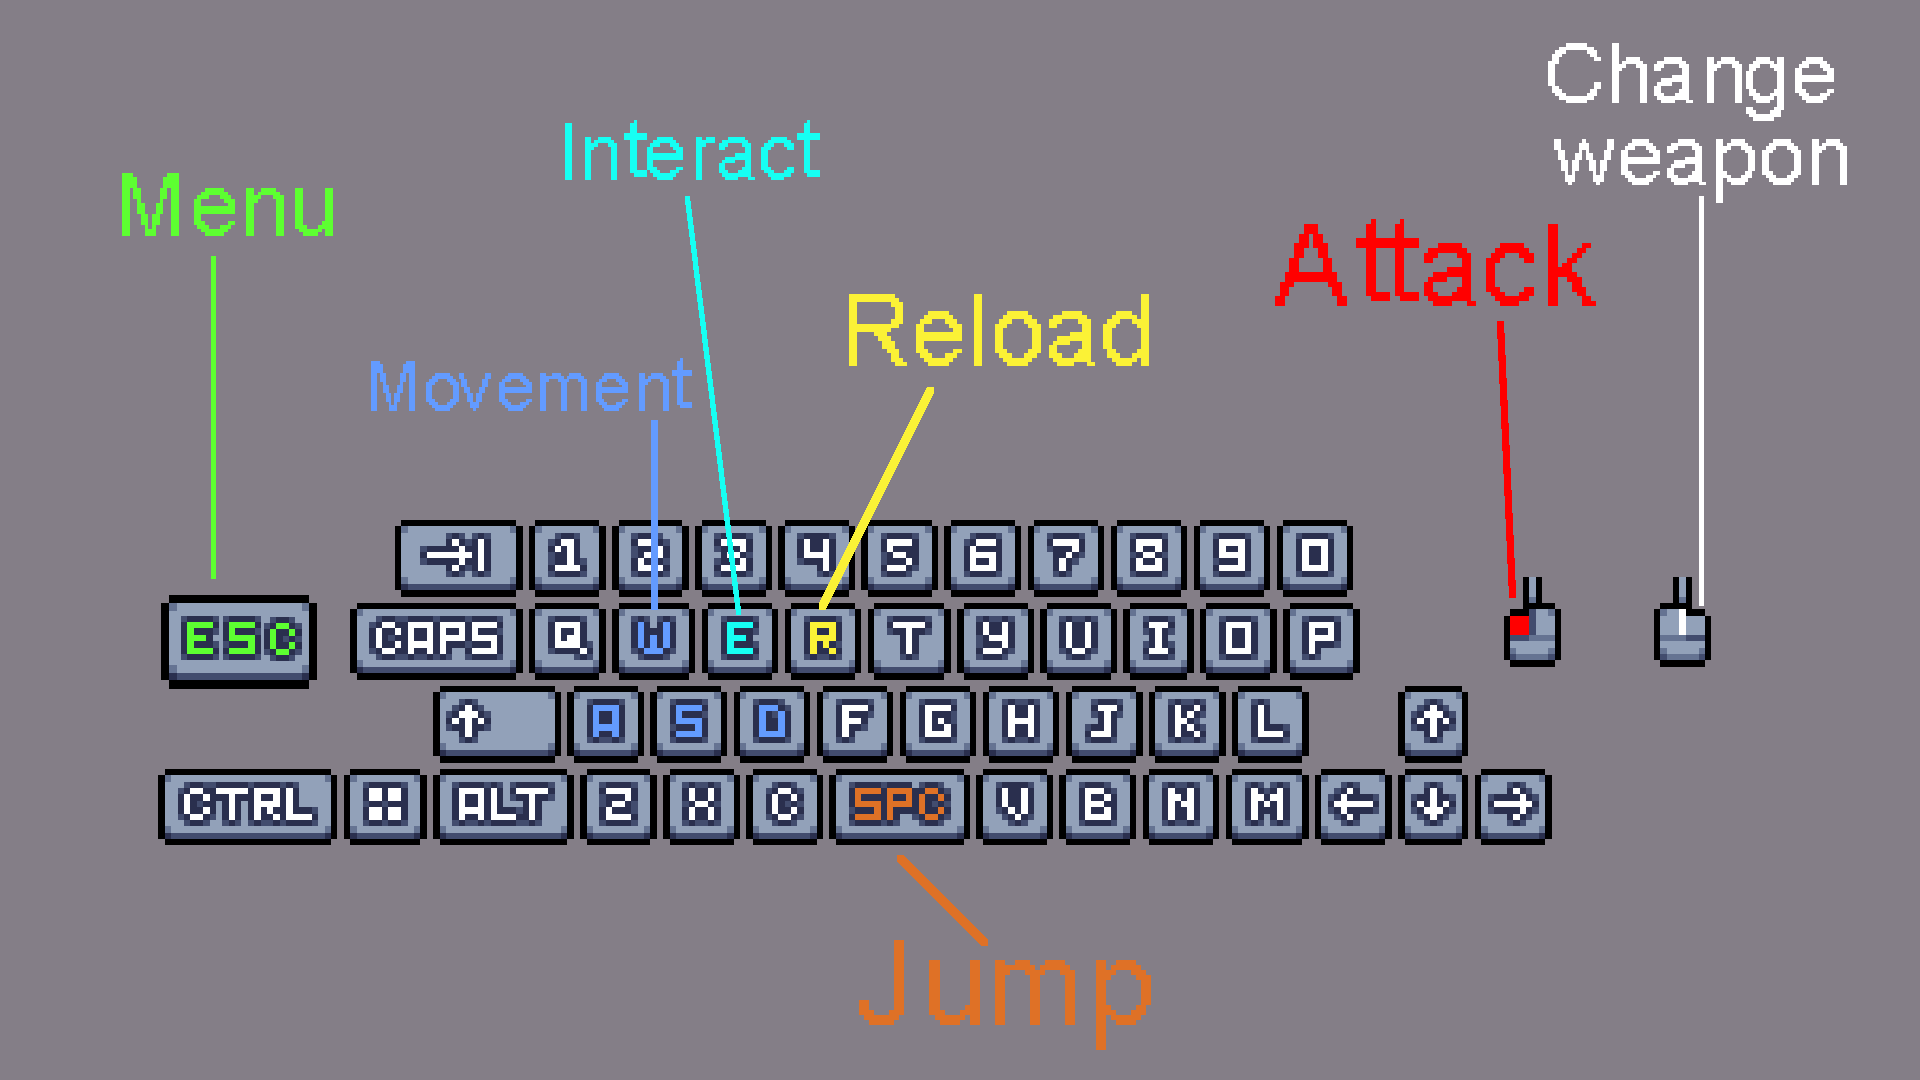 Change
weapon
Interact
Menu
Attack
Reload
Movement
1 2 3 4 5 6 7 8 9 0
ESC CAPS Q W E R T Y U I O P
A S D F G H J K L
CTRL ALT Z X C SPC V B N M
Jump